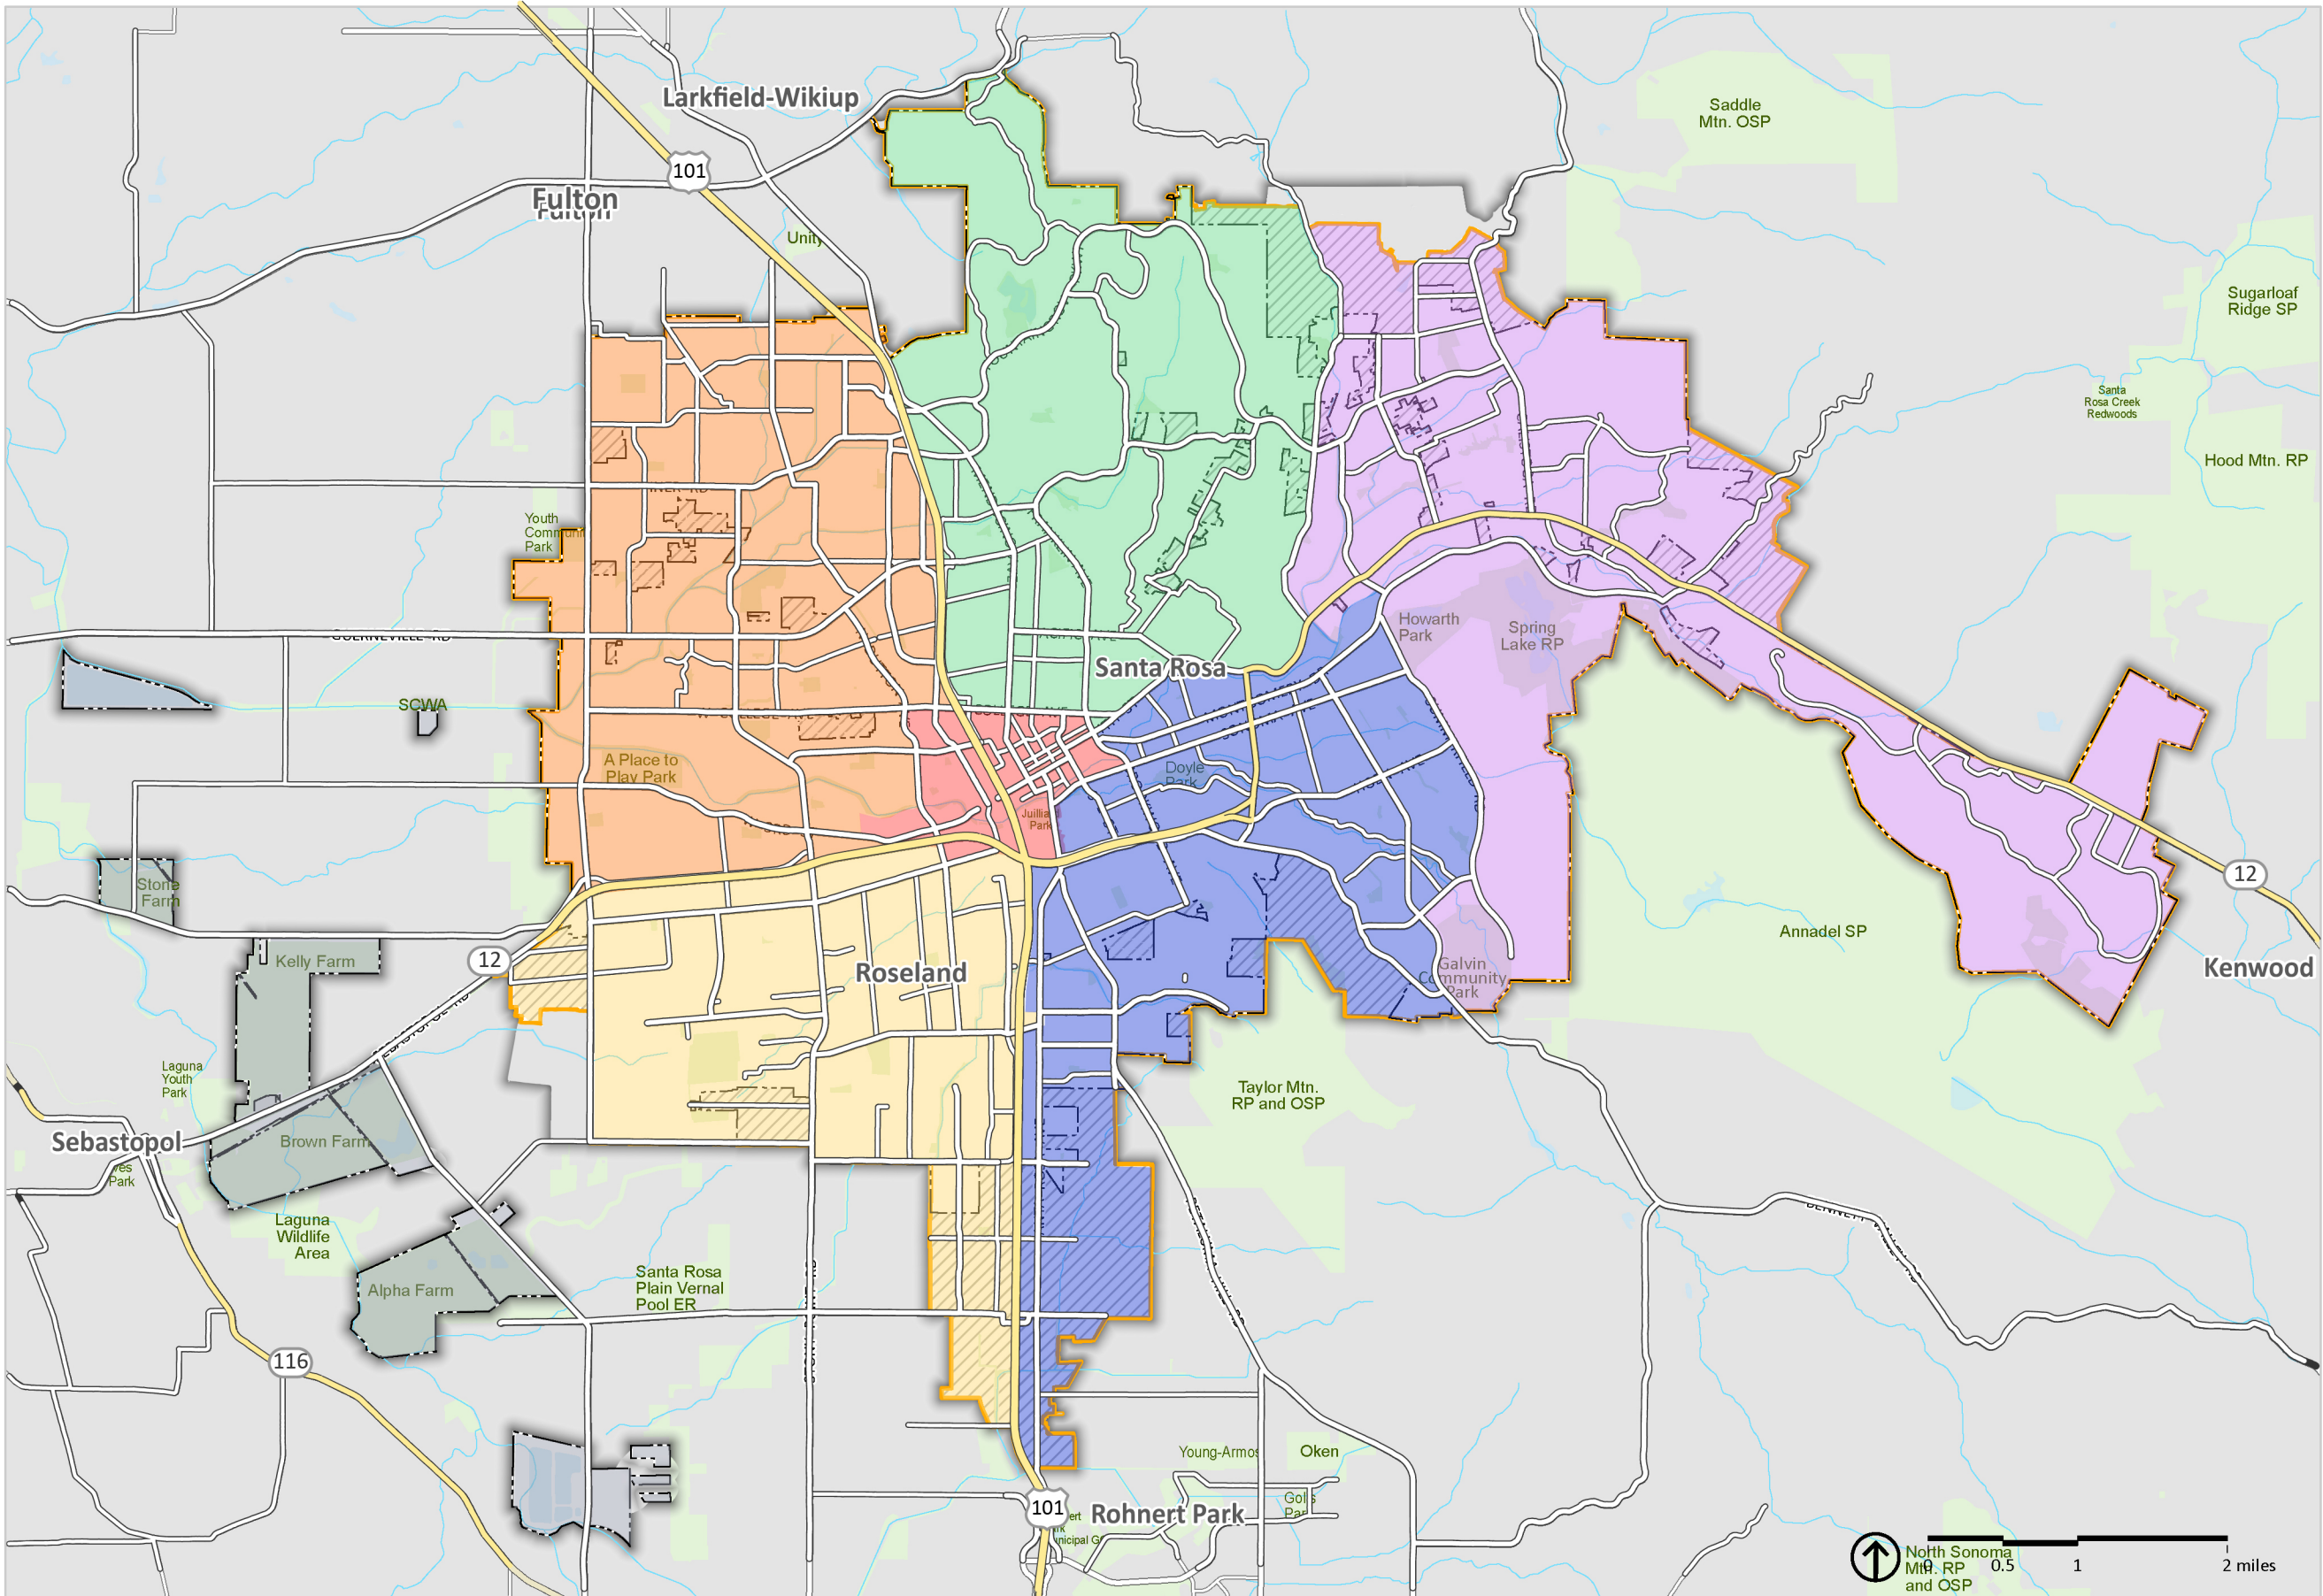 Larkfield-Wikiup
Saddle
Mtn. OSP
101
Fulton
Unity
Sugarloaf
Ridge SP
Santa
Rosa Creek
Redwoods
Hood Mtn. RP
Youth
Park
GUERNEVILLE RD
Howarth
Park
Spring
Lake RP
Santa Rosa
SCWA
A Place to
Play Park
Doyle
Park
Park
Stone
Farm
12
Annadel SP
Kelly Farm
12
Roseland
Galvin
Community
Park
Kenwood
Laguna
Youth
Park
Taylor Mtn.
RP and OSP
Sebastopol
Brown Farm
Park
Laguna
Wildlife
Area
Alpha Farm
Santa Rosa
Plain Vernal
Pool ER
116
Oken
101
Rohnert Park
North Sonoma
Mtn. RP
and OSP
0
0.5
1
2 miles